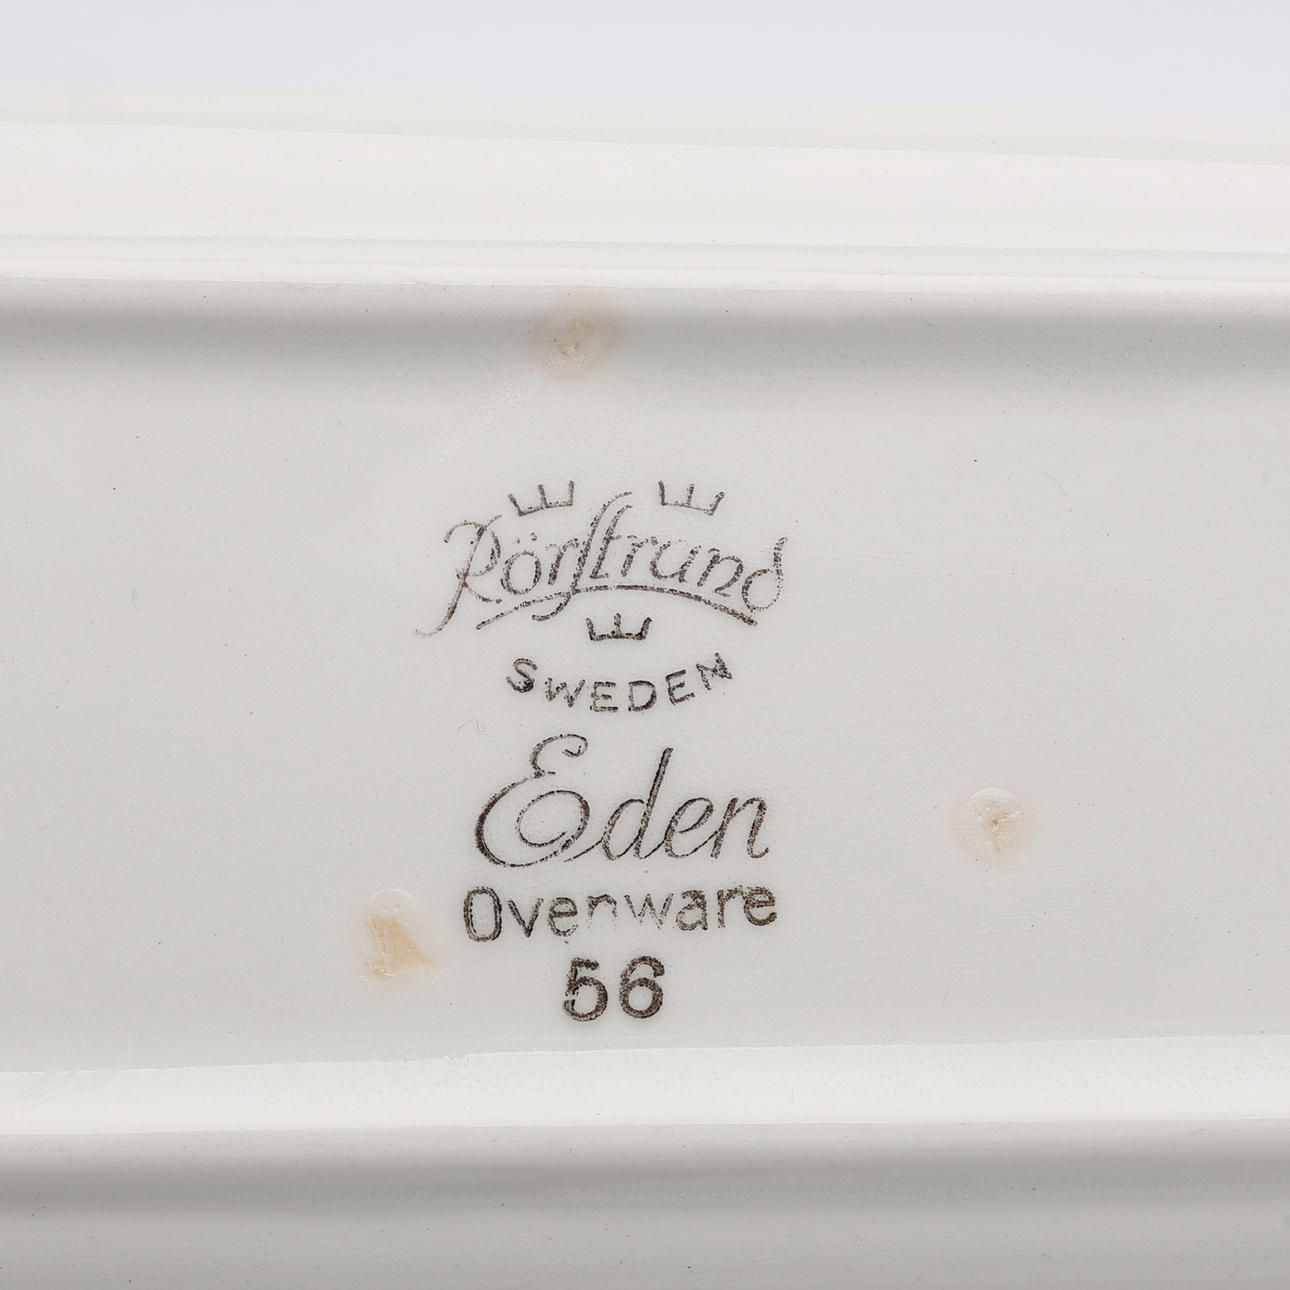 Rörstrand
SWEDEN
Eden
Ovenware
56